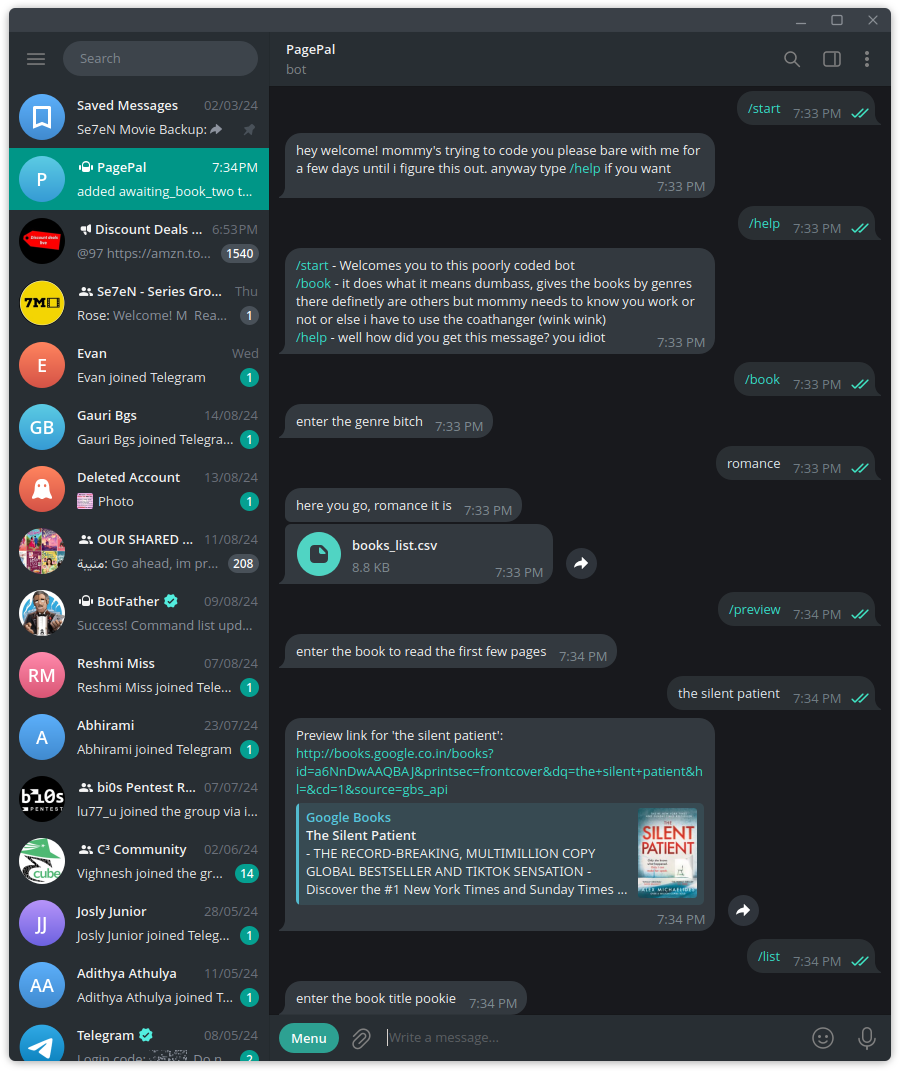 Search
Saved Messages 02/03/24
Se7eN Movie Backup:
P
PagePal 7:34 PM
added awaiting_book_two t...
Discount deals
live
Discount Deals ... 6:53 PM
@97 https://amzn.to... 1540
7M
Se7eN - Series Gro... Thu
Rose: Welcome! M Rea... 1
E
Evan Wed
Evan joined Telegram 1
GB
Gauri Bgs 14/08/24
Gauri Bgs joined Telegra... 1
Deleted Account 13/08/24
Photo 1
OUR SHARED ... 11/08/24
منيبة: Go ahead, im pr... 208
BotFather 09/08/24
Success! Command list upd...
RM
Reshmi Miss 07/08/24
Reshmi Miss joined Tele... 1
A
Abhirami 23/07/24
Abhirami joined Telegram 1
b10s
PENTEST
bi0s Pentest R... 07/07/24
lu77_u joined the group via i...
cube
C³ Community 02/06/24
Vighnesh joined the gr... 14
JJ
Josly Junior 28/05/24
Josly Junior joined Teleg... 1
AA
Adithya Athulya 11/05/24
Adithya Athulya joined T... 1
Telegram 08/05/24
Login code: Do n 2
PagePal
bot
/start 7:33 PM
hey welcome! mommy's trying to code you please bare with me for
a few days until i figure this out. anyway type /help if you want
7:33 PM
/help 7:33 PM
/start - Welcomes you to this poorly coded bot
/book - it does what it means dumbass, gives the books by genres
there definetly are others but mommy needs to know you work or
not or else i have to use the coathanger (wink wink)
/help - well how did you get this message? you idiot 7:33 PM
/book 7:33 PM
enter the genre bitch 7:33 PM
romance 7:33 PM
here you go, romance it is 7:33 PM
books_list.csv
8.8 KB 7:33 PM
/preview 7:34 PM
enter the book to read the first few pages 7:34 PM
the silent patient 7:34 PM
Preview link for 'the silent patient':
http://books.google.co.in/books?
id=a6NnDwAAQBAJ&printsec=frontcover&dq=the+silent+patient&h
l=&cd=1&source=gbs_api
Google Books
The Silent Patient
- THE RECORD-BREAKING, MULTIMILLION COPY
GLOBAL BESTSELLER AND TIKTOK SENSATION -
Discover the #1 New York Times and Sunday Times ...
THE
SILENT
PATIENT
ALEX MICHAELIDES
7:34 PM
/list 7:34 PM
enter the book title pookie 7:34 PM
Menu
Write a message...